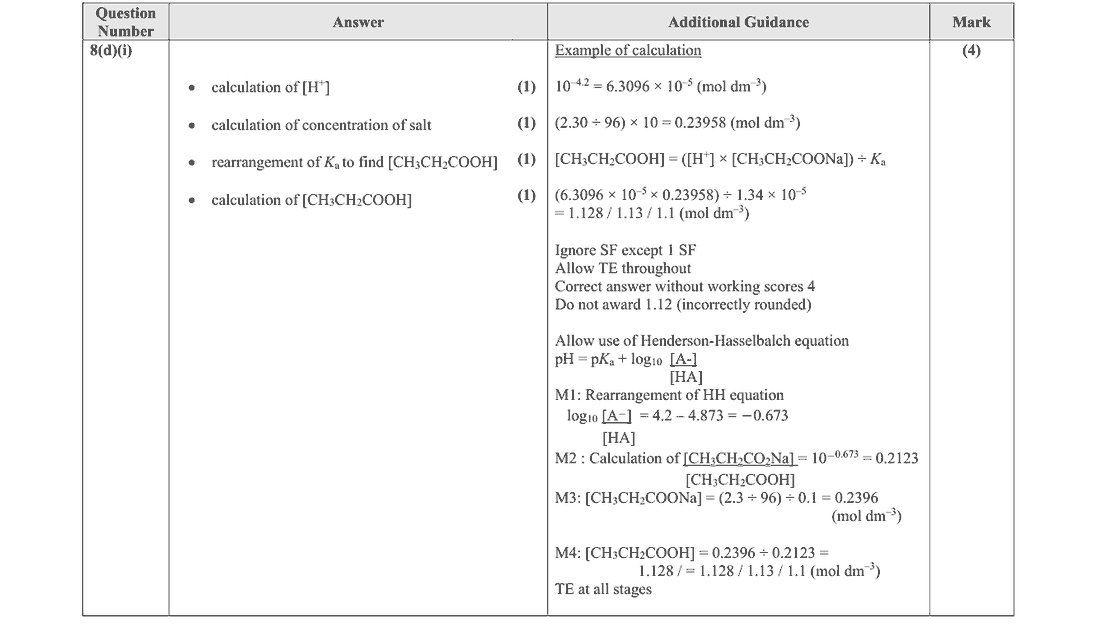 Question Number | Answer | Additional Guidance | Mark
8(d)(i) | Example of calculation | (4)
• calculation of [H⁺] (1) 10⁻⁴·² = 6.3096 × 10⁻⁵ (mol dm⁻³)
• calculation of concentration of salt (1) (2.30 ÷ 96) × 10 = 0.23958 (mol dm⁻³)
• rearrangement of Kₐ to find [CH₃CH₂COOH] (1) [CH₃CH₂COOH] = ([H⁺] × [CH₃CH₂COONa]) ÷ Kₐ
• calculation of [CH₃CH₂COOH] (1) (6.3096 × 10⁻⁵ × 0.23958) ÷ 1.34 × 10⁻⁵
= 1.128 / 1.13 / 1.1 (mol dm⁻³)
Ignore SF except 1 SF
Allow TE throughout
Correct answer without working scores 4
Do not award 1.12 (incorrectly rounded)
Allow use of Henderson-Hasselbalch equation
pH = pKₐ + log₁₀ [A-]
[HA]
M1: Rearrangement of HH equation
log₁₀ [A⁻] = 4.2 – 4.873 = −0.673
[HA]
M2 : Calculation of [CH₃CH₂CO₂Na] = 10⁻⁰·⁶⁷³ = 0.2123
[CH₃CH₂COOH]
M3: [CH₃CH₂COONa] = (2.3 ÷ 96) ÷ 0.1 = 0.2396
(mol dm⁻³)
M4: [CH₃CH₂COOH] = 0.2396 ÷ 0.2123 =
1.128 / = 1.128 / 1.13 / 1.1 (mol dm⁻³)
TE at all stages